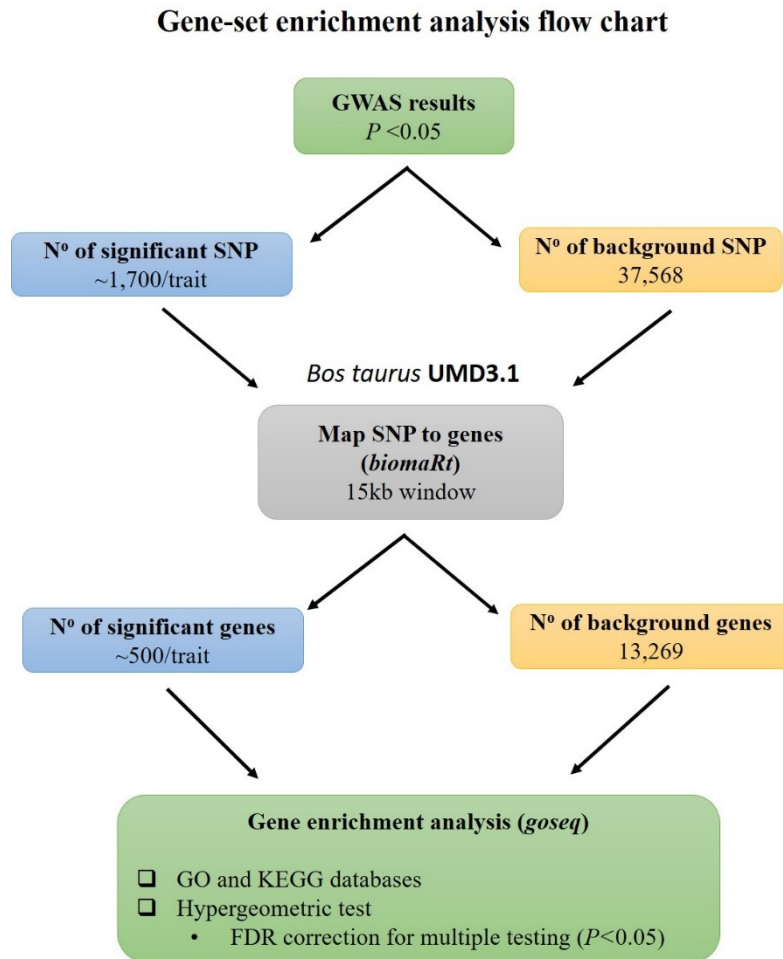 Gene-set enrichment analysis flow chart
GWAS results
P <0.05
Nº of significant SNP
~1,700/trait
Nº of background SNP
37,568
Bos taurus UMD3.1
Map SNP to genes
(biomaRt)
15kb window
Nº of significant genes
~500/trait
Nº of background genes
13,269
Gene enrichment analysis (goseq)
❑ GO and KEGG databases
❑ Hypergeometric test
• FDR correction for multiple testing (P<0.05)